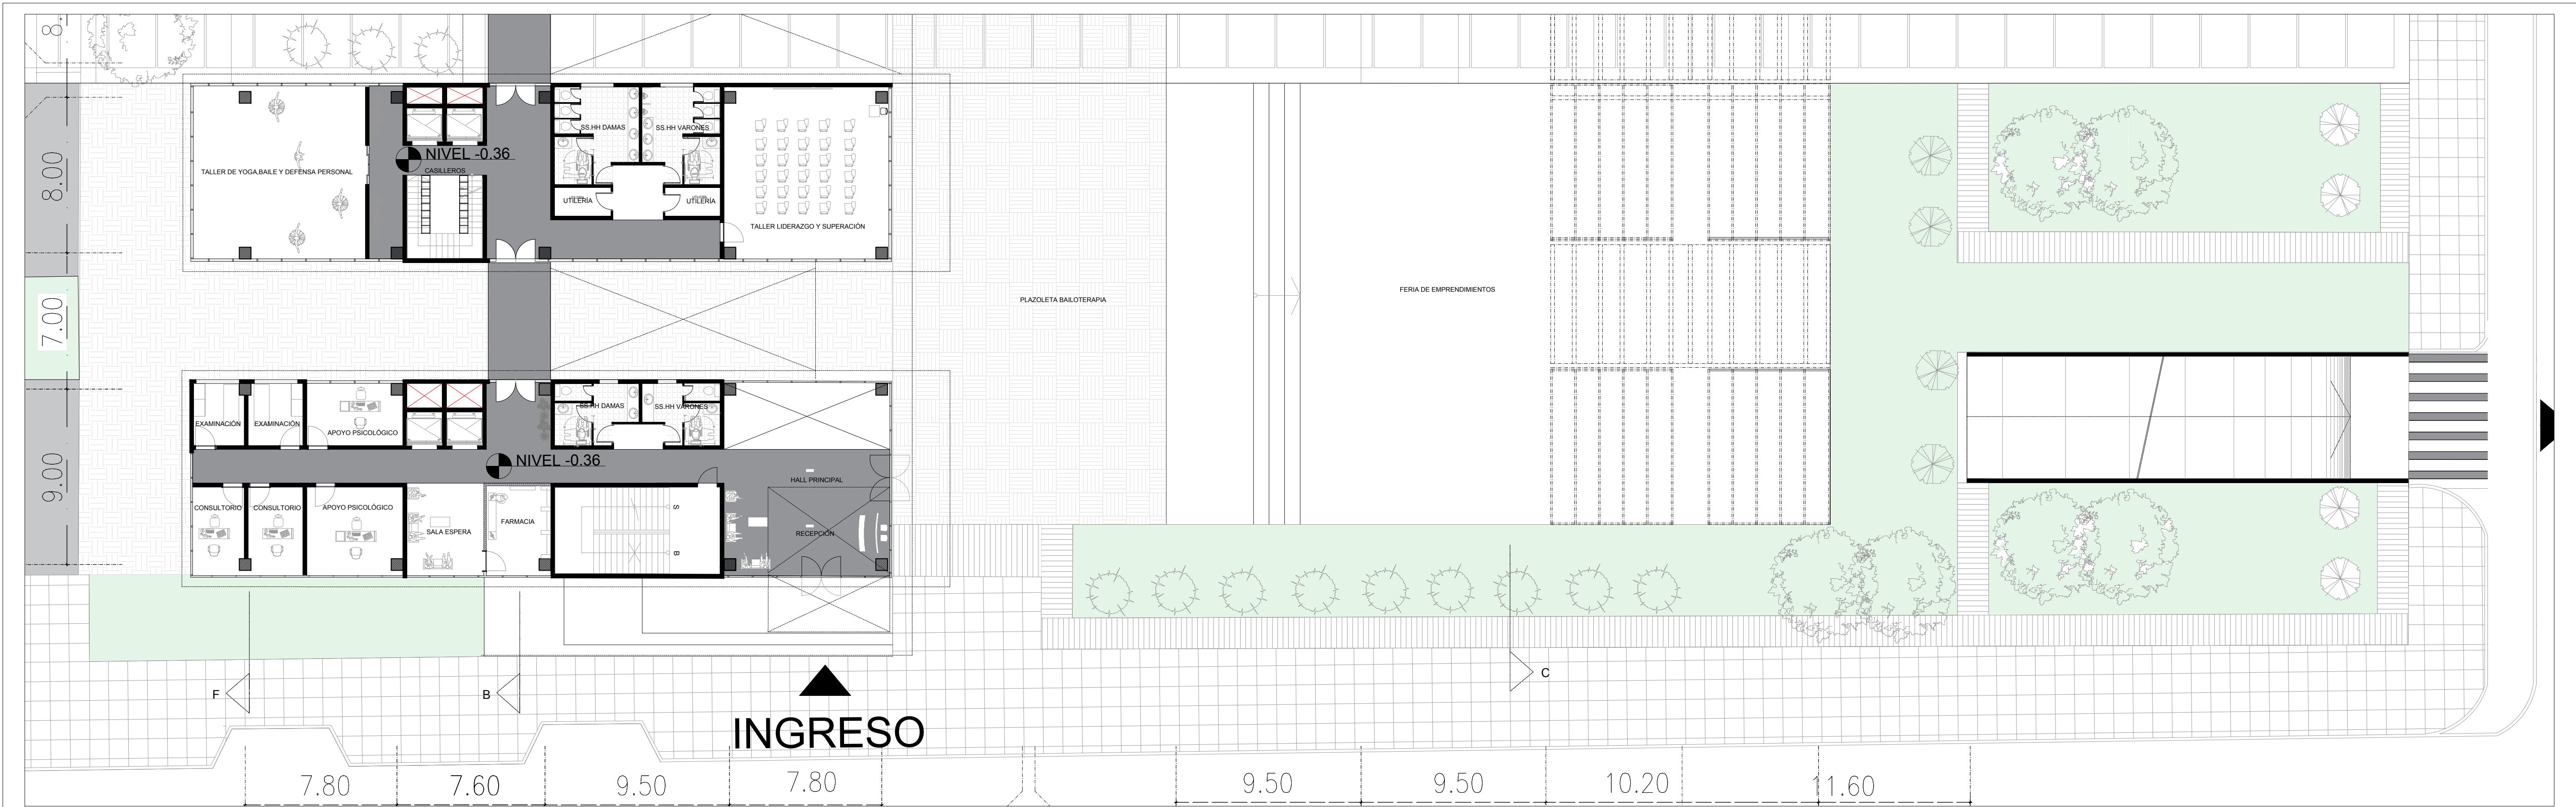 8.
8.00
7.00
9.00
TALLER DE YOGA,BAILE Y DEFENSA PERSONAL
NIVEL -0.36
CASILLEROS
SS.HH DAMAS
SS.HH VARONES
UTILERÍA
UTILERÍA
TALLER LIDERAZGO Y SUPERACIÓN
PLAZOLETA BAILOTERAPIA
FERIA DE EMPRENDIMIENTOS
EXAMINACIÓN
EXAMINACIÓN
APOYO PSICOLÓGICO
SS.HH DAMAS
SS.HH VARONES
NIVEL -0.36
HALL PRINCIPAL
CONSULTORIO
CONSULTORIO
APOYO PSICOLÓGICO
SALA ESPERA
FARMACIA
S
B
RECEPCIÓN
F
B
C
INGRESO
7.80
7.60
9.50
7.80
9.50
9.50
10.20
11.60